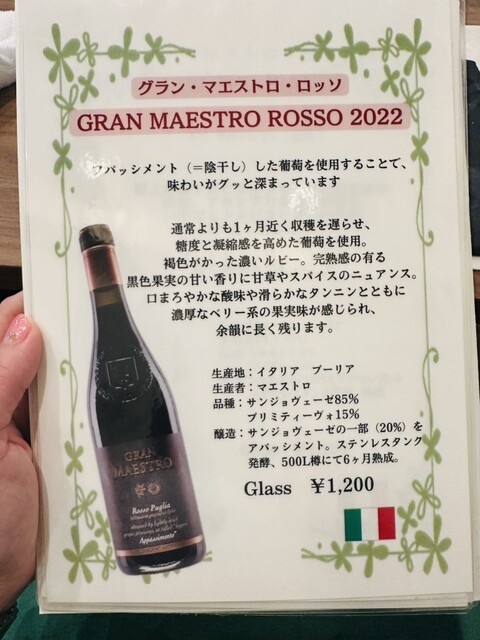 グラン・マエストロ・ロッソ
GRAN MAESTRO ROSSO 2022
アパッシメント（＝陰干し）した葡萄を使用することで、
味わいがグッと深まっています
通常よりも1ヶ月近く収穫を遅らせ、
糖度と凝縮感を高めた葡萄を使用。
褐色がかった濃いルビー。完熟感の有る
黒色果実の甘い香りに甘草やスパイスのニュアンス。
口まろやかな酸味や滑らかなタンニンとともに
濃厚なベリー系の果実味が感じられ、
余韻に長く残ります。
生産地：イタリア　プーリア
生産者：マエストロ
品種：サンジョヴェーゼ85%
プリミティーヴォ15%
醸造：サンジョヴェーゼの一部（20%）を
アパッシメント。ステンレスタンク
発酵、500L樽にて6ヶ月熟成。
Glass ¥1,200
GRAN
MAESTRO
Rosso Puglia
Appassimento"